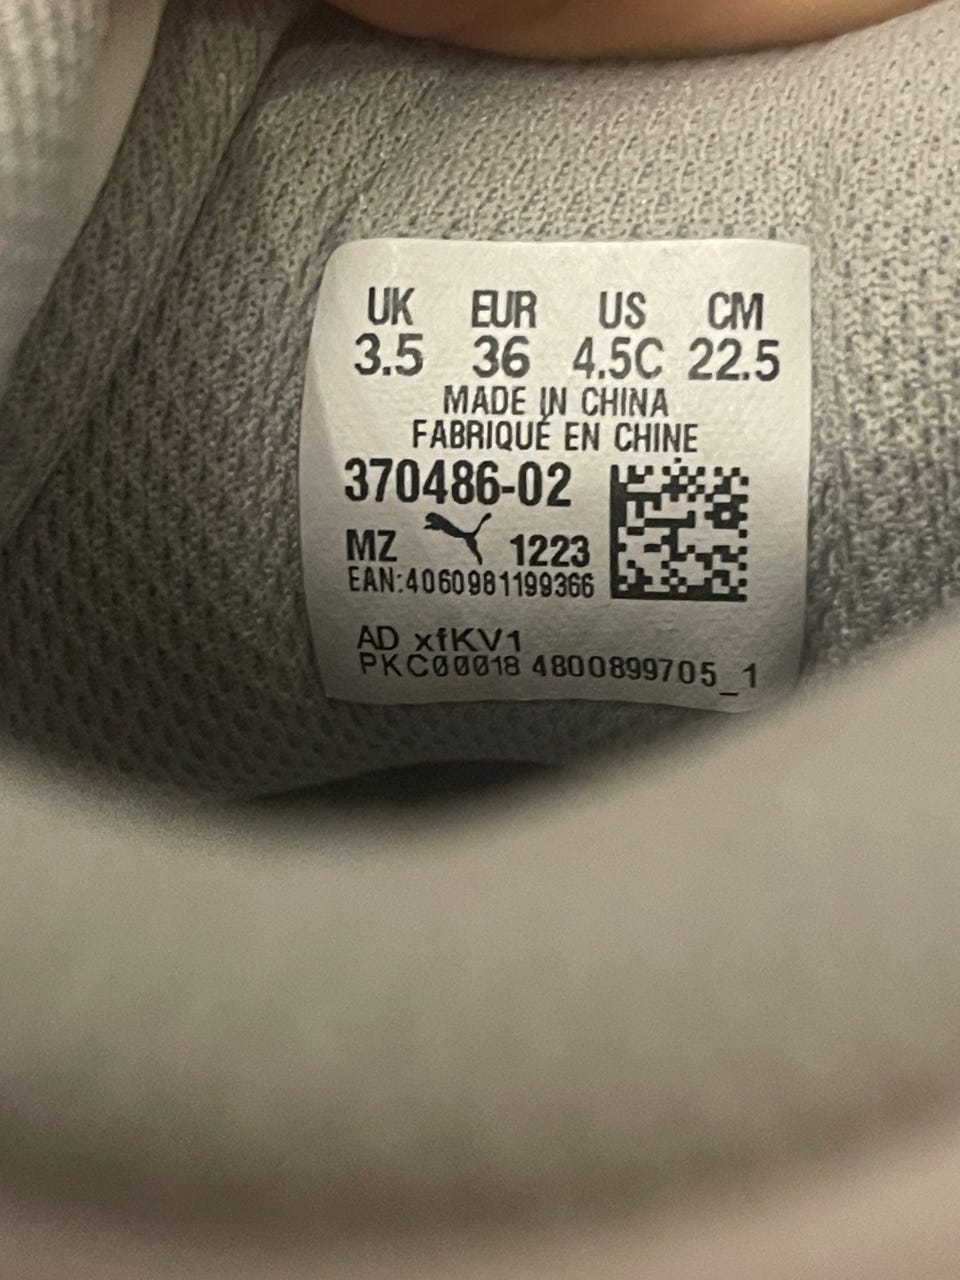 UK EUR US CM
3.5 36 4.5C 22.5
MADE IN CHINA
FABRIQUÉ EN CHINE
370486-02
MZ 1223
EAN:4060981199366
AD xfKV1
PKC00018 4800899705_1